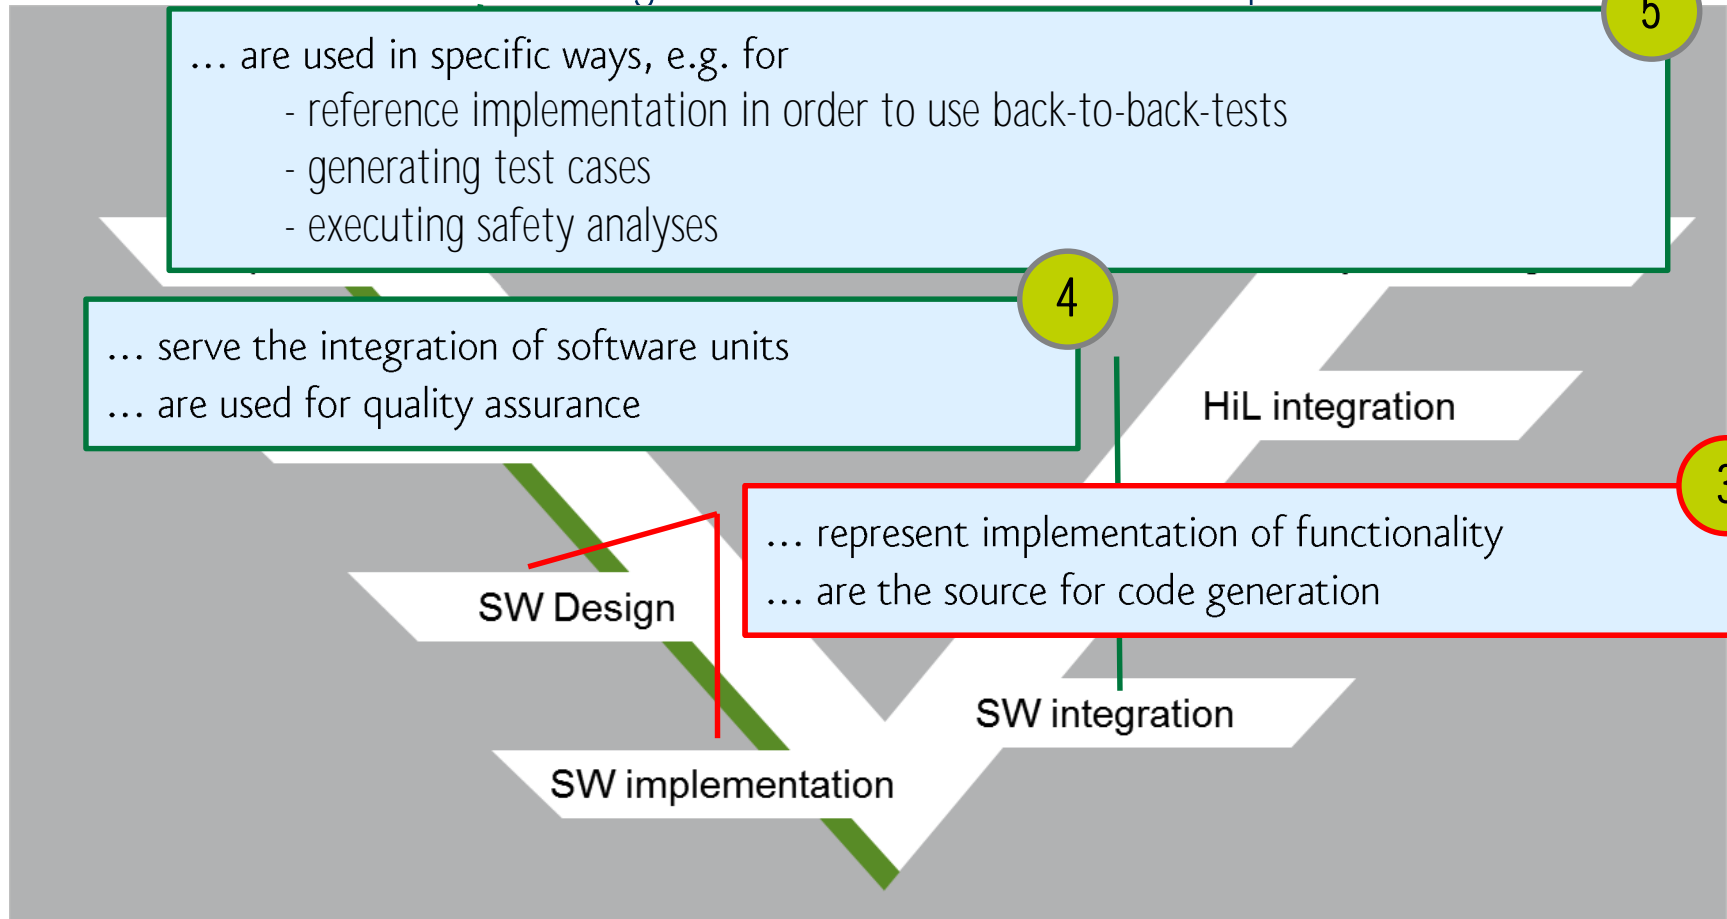 5
... are used in specific ways, e.g. for
- reference implementation in order to use back-to-back-tests
- generating test cases
- executing safety analyses
4
... serve the integration of software units
... are used for quality assurance
HiL integration
3
... represent implementation of functionality
... are the source for code generation
SW Design
SW integration
SW implementation